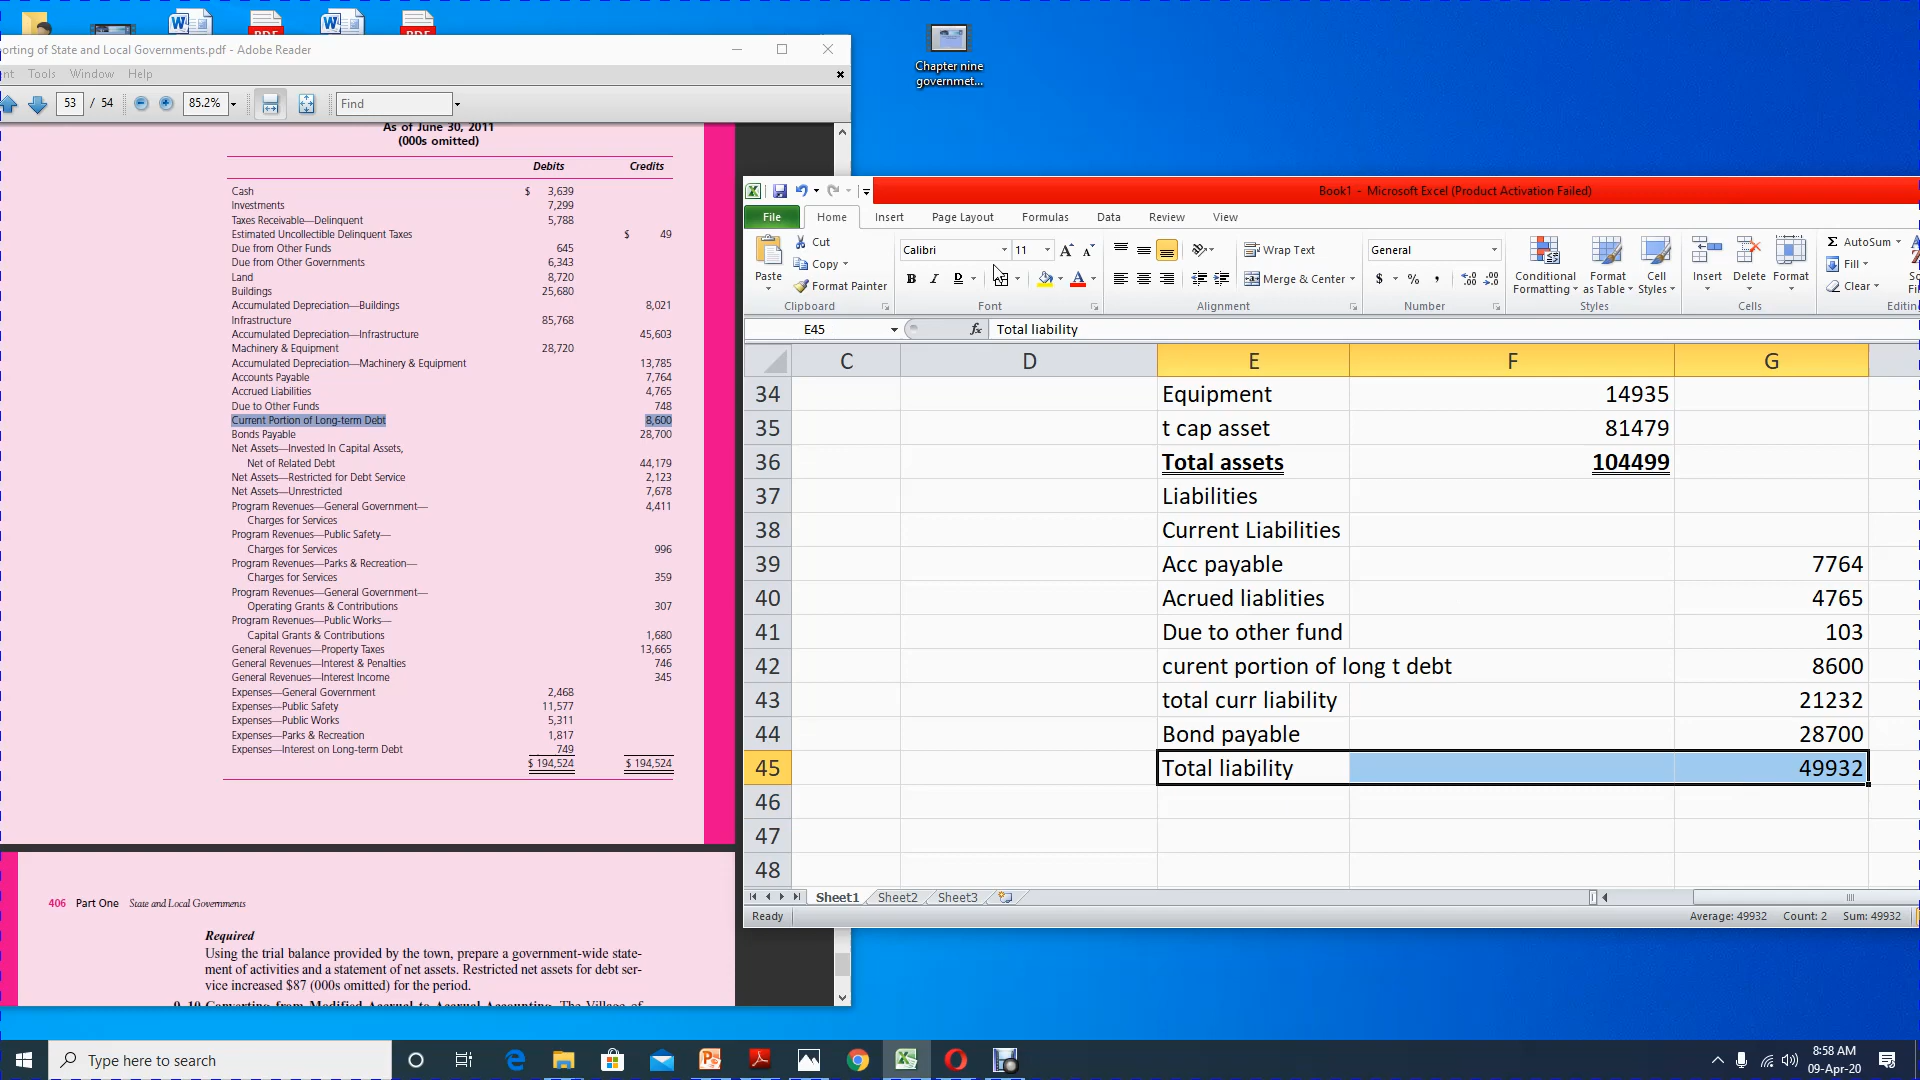 orting of State and Local Governments.pdf - Adobe Reader
nt Tools Window Help
53 / 54 85.2% Find
As of June 30, 2011
(000s omitted)
Debits Credits
Cash $ 3,639
Investments 7,299
Taxes Receivable—Delinquent 5,788
Estimated Uncollectible Delinquent Taxes $ 49
Due from Other Funds 645
Due from Other Governments 6,343
Land 8,720
Buildings 25,680
Accumulated Depreciation—Buildings 8,021
Infrastructure 85,768
Accumulated Depreciation—Infrastructure 45,603
Machinery & Equipment 28,720
Accumulated Depreciation—Machinery & Equipment 13,785
Accounts Payable 7,764
Accrued Liabilities 4,765
Due to Other Funds 748
Current Portion of Long-term Debt 8,600
Bonds Payable 28,700
Net Assets—Invested In Capital Assets,
Net of Related Debt 44,179
Net Assets—Restricted for Debt Service 2,123
Net Assets—Unrestricted 7,678
Program Revenues—General Government— 4,411
Charges for Services
Program Revenues—Public Safety—
Charges for Services 996
Program Revenues—Parks & Recreation—
Charges for Services 359
Program Revenues—General Government—
Operating Grants & Contributions 307
Program Revenues—Public Works—
Capital Grants & Contributions 1,680
General Revenues—Property Taxes 13,665
General Revenues—Interest & Penalties 746
General Revenues—Interest Income 345
Expenses—General Government 2,468
Expenses—Public Safety 11,577
Expenses—Public Works 5,311
Expenses—Parks & Recreation 1,817
Expenses—Interest on Long-term Debt 749
$ 194,524 $ 194,524
406 Part One State and Local Governments
Required
Using the trial balance provided by the town, prepare a government-wide state-
ment of activities and a statement of net assets. Restricted net assets for debt ser-
vice increased $87 (000s omitted) for the period.
9–10 Converting from Modified Accrual to Accrual Accounting. The Village of
Chapter nine
governmet...
Book1 - Microsoft Excel (Product Activation Failed)
File Home Insert Page Layout Formulas Data Review View
Paste
Cut
Copy
Format Painter
Clipboard
Calibri 11
B I D
Font
Wrap Text
Merge & Center
Alignment
General
$ % ,
Number
Conditional
Formatting
Format
as Table
Cell
Styles
Styles
Insert Delete Format
Cells
AutoSum
Fill
Clear
Editing
E45 fx Total liability
C D E F G
34 Equipment 14935
35 t cap asset 81479
36 Total assets 104499
37 Liabilities
38 Current Liabilities
39 Acc payable 7764
40 Acrued liablities 4765
41 Due to other fund 103
42 curent portion of long t debt 8600
43 total curr liability 21232
44 Bond payable 28700
45 Total liability 49932
46
47
48
Sheet1 Sheet2 Sheet3
Ready Average: 49932 Count: 2 Sum: 49932
Type here to search
8:58 AM
09-Apr-20